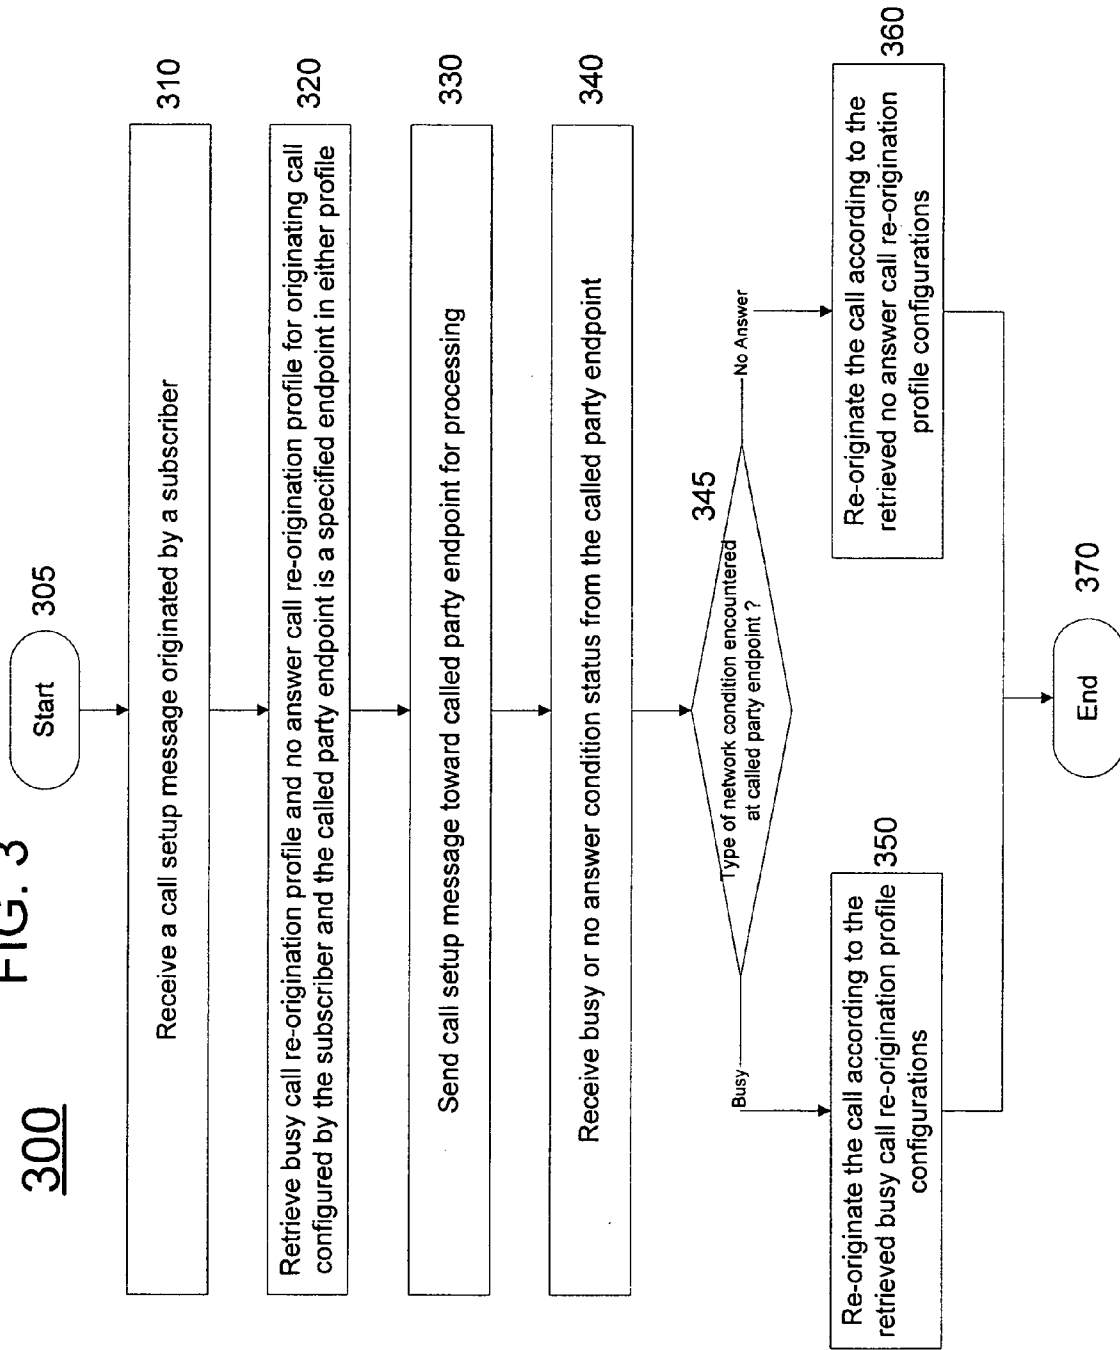 300
FIG. 3
Start
305
Receive a call setup message originated by a subscriber
310
Retrieve busy call re-origination profile and no answer call re-origination profile for originating call
configured by the subscriber and the called party endpoint is a specified endpoint in either profile
320
Send call setup message toward called party endpoint for processing
330
Receive busy or no answer condition status from the called party endpoint
340
345
Type of network condition encountered
at called party endpoint ?
Busy
No Answer
Re-originate the call according to the
retrieved busy call re-origination profile
configurations
350
Re-originate the call according to the
retrieved no answer call re-origination
profile configurations
360
End
370